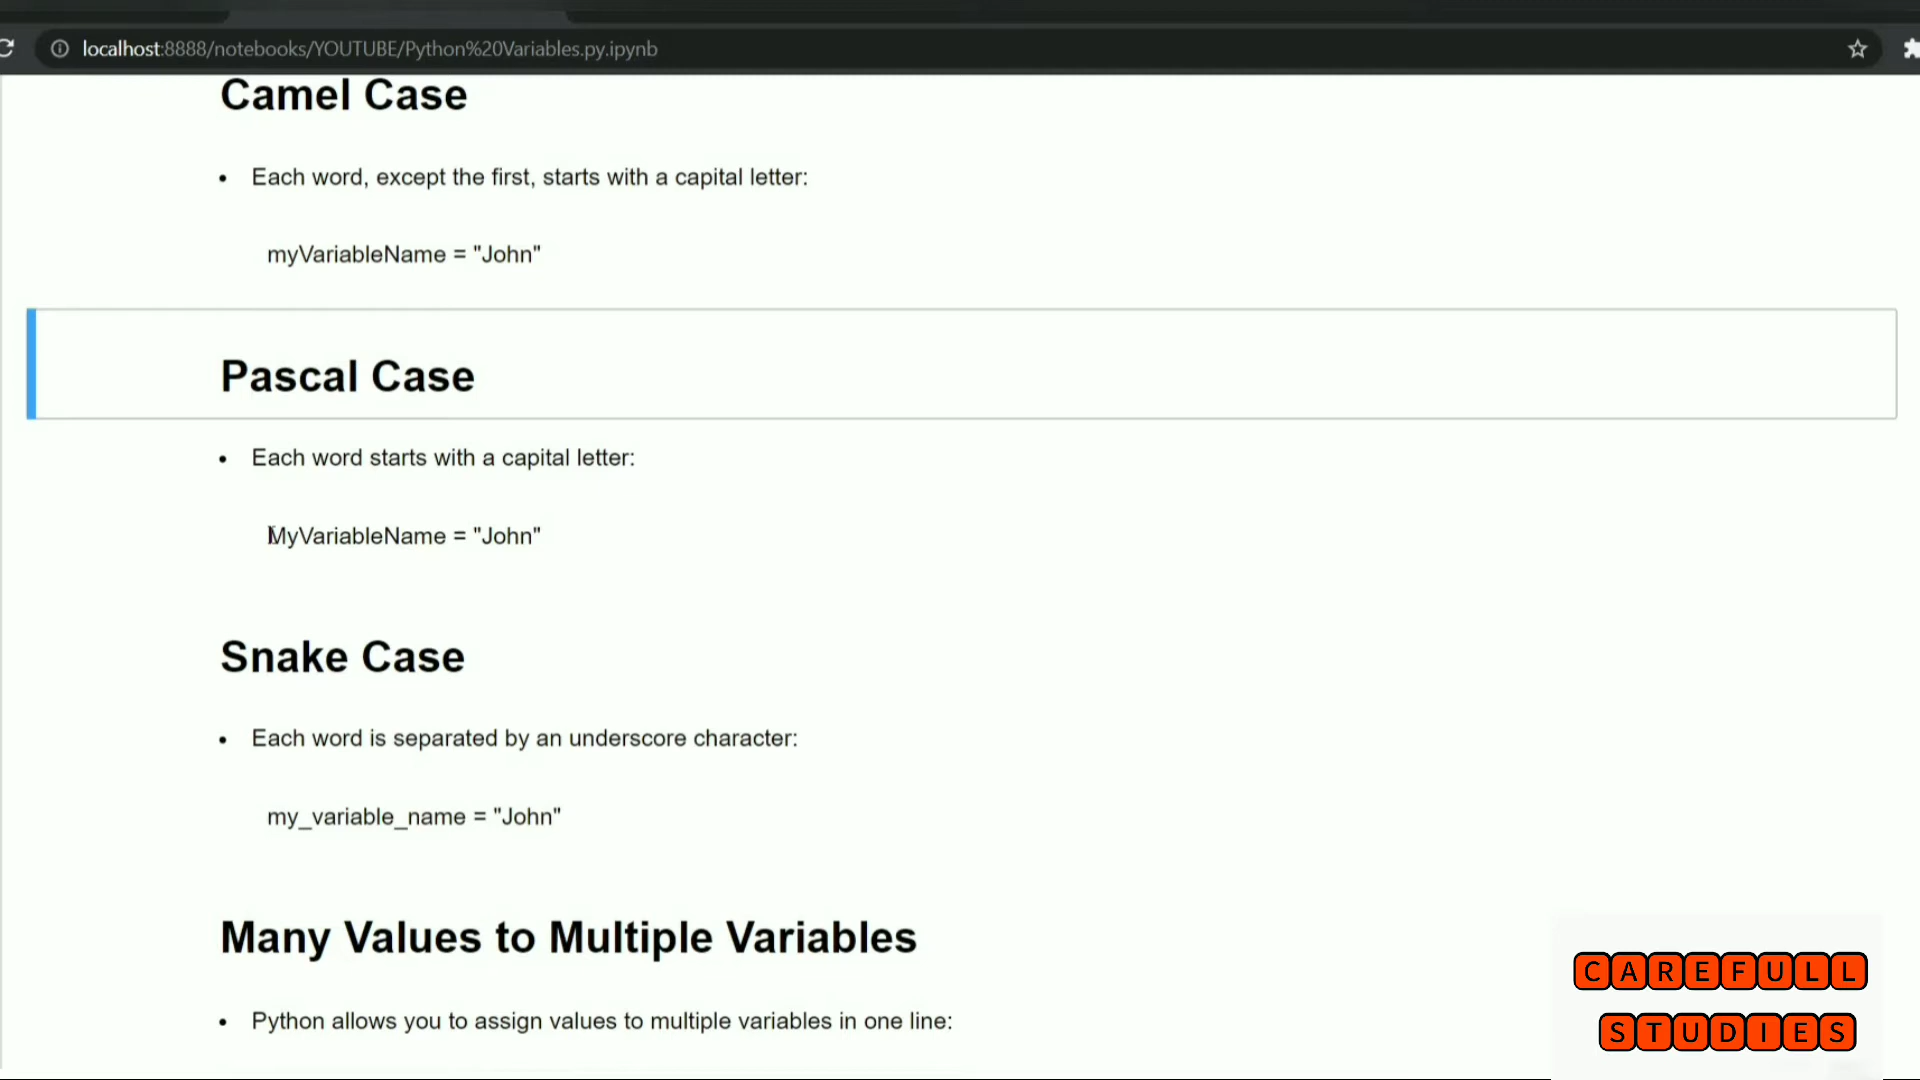 localhost:8888/notebooks/YOUTUBE/Python%20Variables.py.ipynb
Camel Case
• Each word, except the first, starts with a capital letter:
myVariableName = "John"
Pascal Case
• Each word starts with a capital letter:
MyVariableName = "John"
Snake Case
• Each word is separated by an underscore character:
my_variable_name = "John"
Many Values to Multiple Variables
• Python allows you to assign values to multiple variables in one line:
CAREFULL
STUDIES